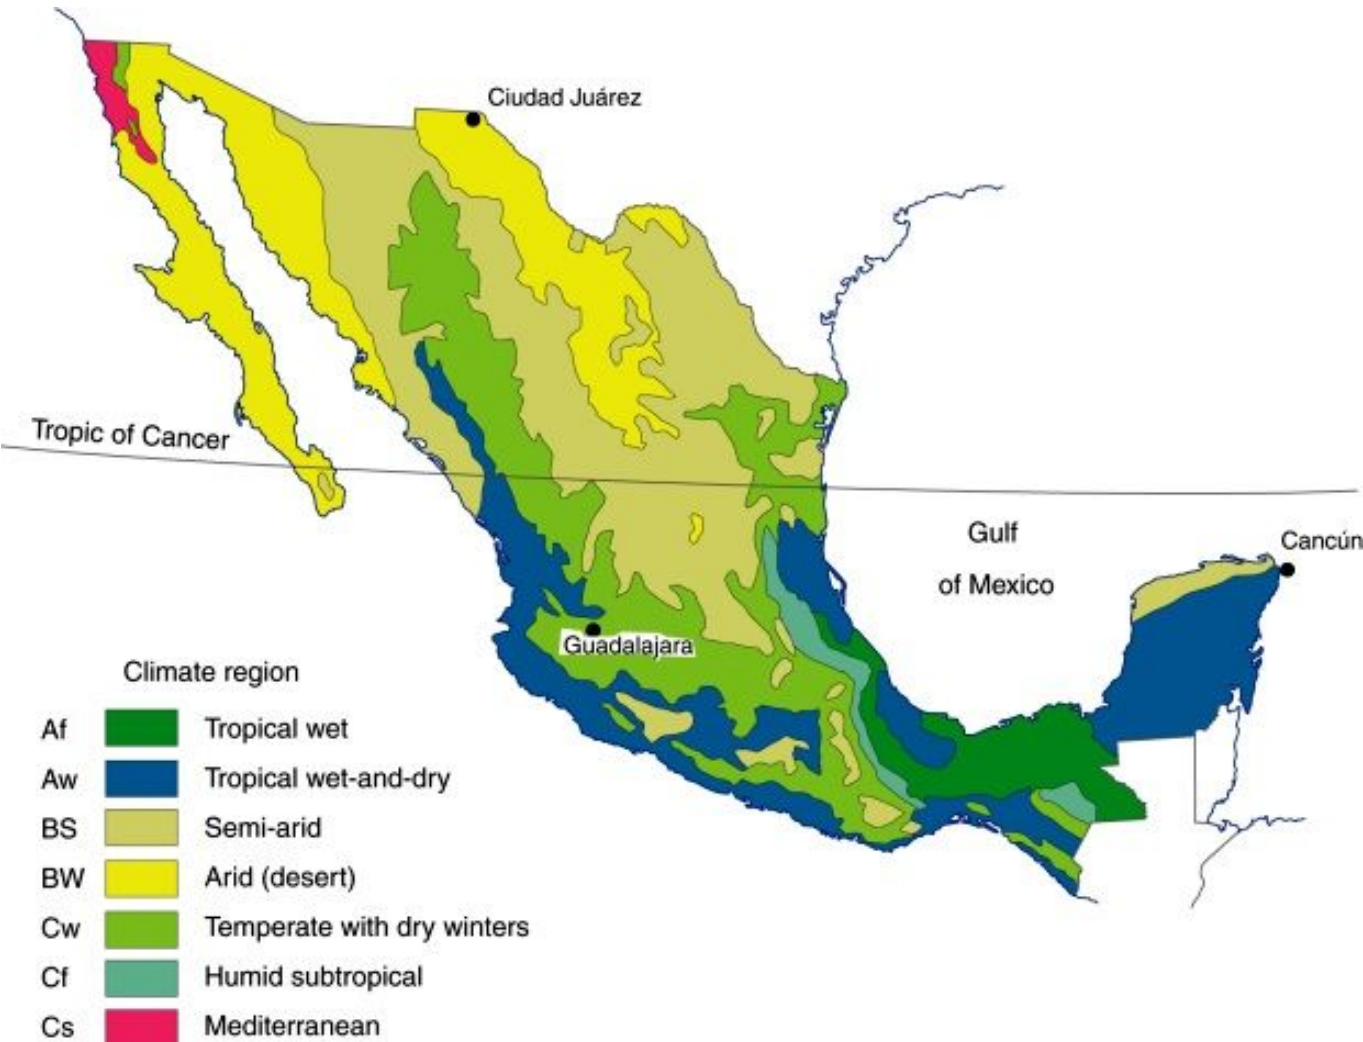 Ciudad Juárez
Tropic of Cancer
Gulf
of Mexico
Cancún
Guadalajara
Climate region
Af Tropical wet
Aw Tropical wet-and-dry
BS Semi-arid
BW Arid (desert)
Cw Temperate with dry winters
Cf Humid subtropical
Cs Mediterranean